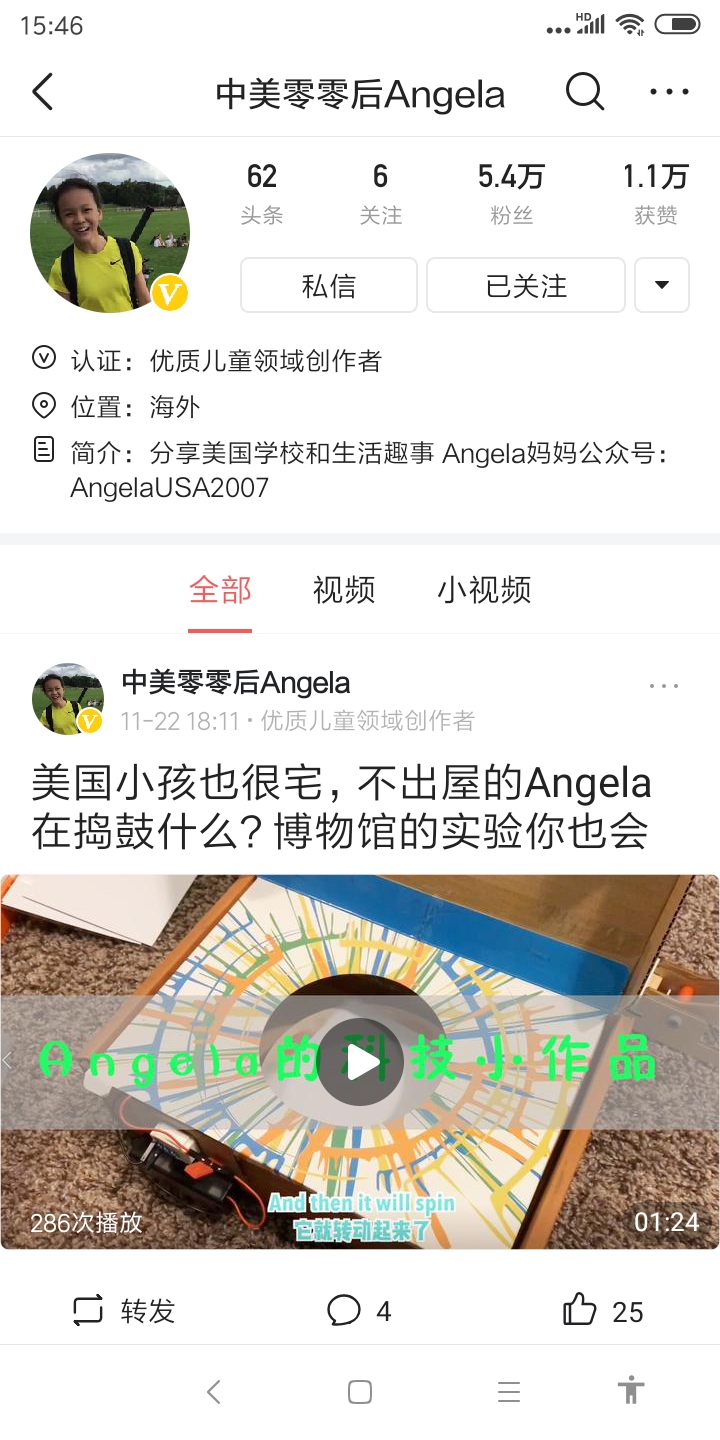 15:46
HD
中美零零后Angela
62
6
5.4万
1.1万
头条
关注
粉丝
获赞
私信
已关注
认证：优质儿童领域创作者
位置：海外
简介：分享美国学校和生活趣事 Angela妈妈公众号：
AngelaUSA2007
全部
视频
小视频
中美零零后Angela
11-22 18:11 · 优质儿童领域创作者
美国小孩也很宅，不出屋的Angela
在捣鼓什么？博物馆的实验你也会
Angela的科技小作品
And then it will spin
它就转动起来了
286次播放
01:24
转发
4
25